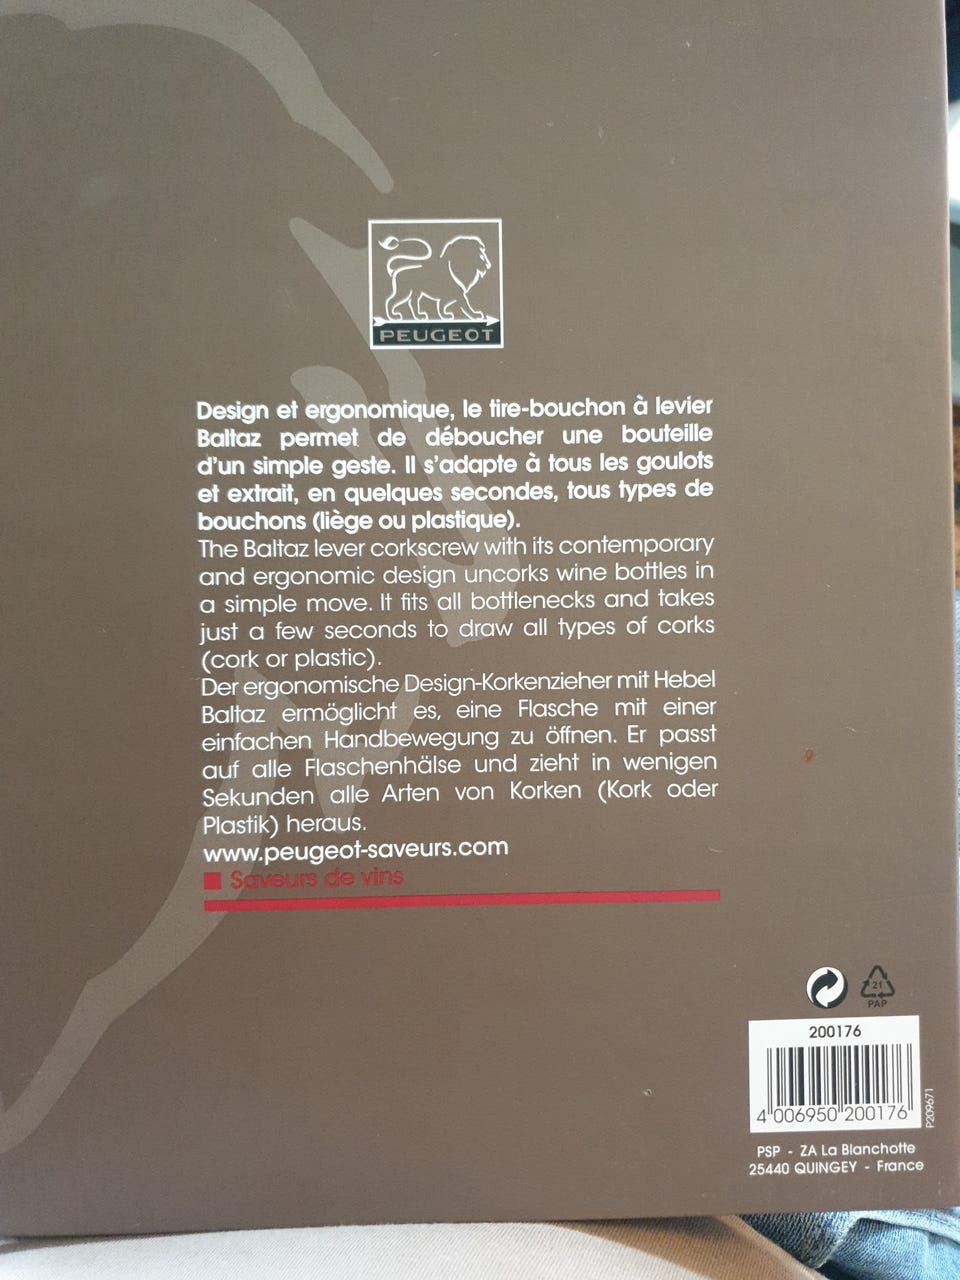 PEUGEOT
Design et ergonomique, le tire-bouchon à levier
Baltaz permet de déboucher une bouteille
d'un simple geste. Il s'adapte à tous les goulots
et extrait, en quelques secondes, tous types de
bouchons (liège ou plastique).
The Baltaz lever corkscrew with its contemporary
and ergonomic design uncorks wine bottles in
a simple move. It fits all bottlenecks and takes
just a few seconds to draw all types of corks
(cork or plastic).
Der ergonomische Design-Korkenzieher mit Hebel
Baltaz ermöglicht es, eine Flasche mit einer
einfachen Handbewegung zu öffnen. Er passt
auf alle Flaschenhälse und zieht in wenigen
Sekunden alle Arten von Korken (Kork oder
Plastik) heraus.
www.peugeot-saveurs.com
Saveurs de vins
21
PAP
200176
4 006950 200176
P209671
PSP - ZA La Blanchotte
25440 QUINGEY - France